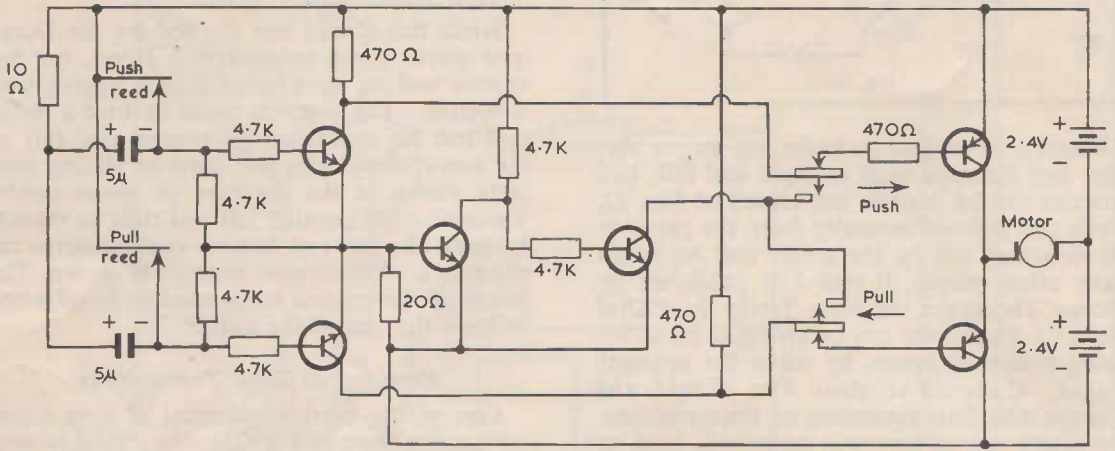 10
Ω
Push
reed
+ -
5μ
4·7K
4·7K
470 Ω
Pull
reed
4·7K
+ -
5μ
4·7K
20Ω
4·7K
4·7K
470
Ω
470Ω
Push
Pull
Motor
+
2·4V
-
+
2·4V
-